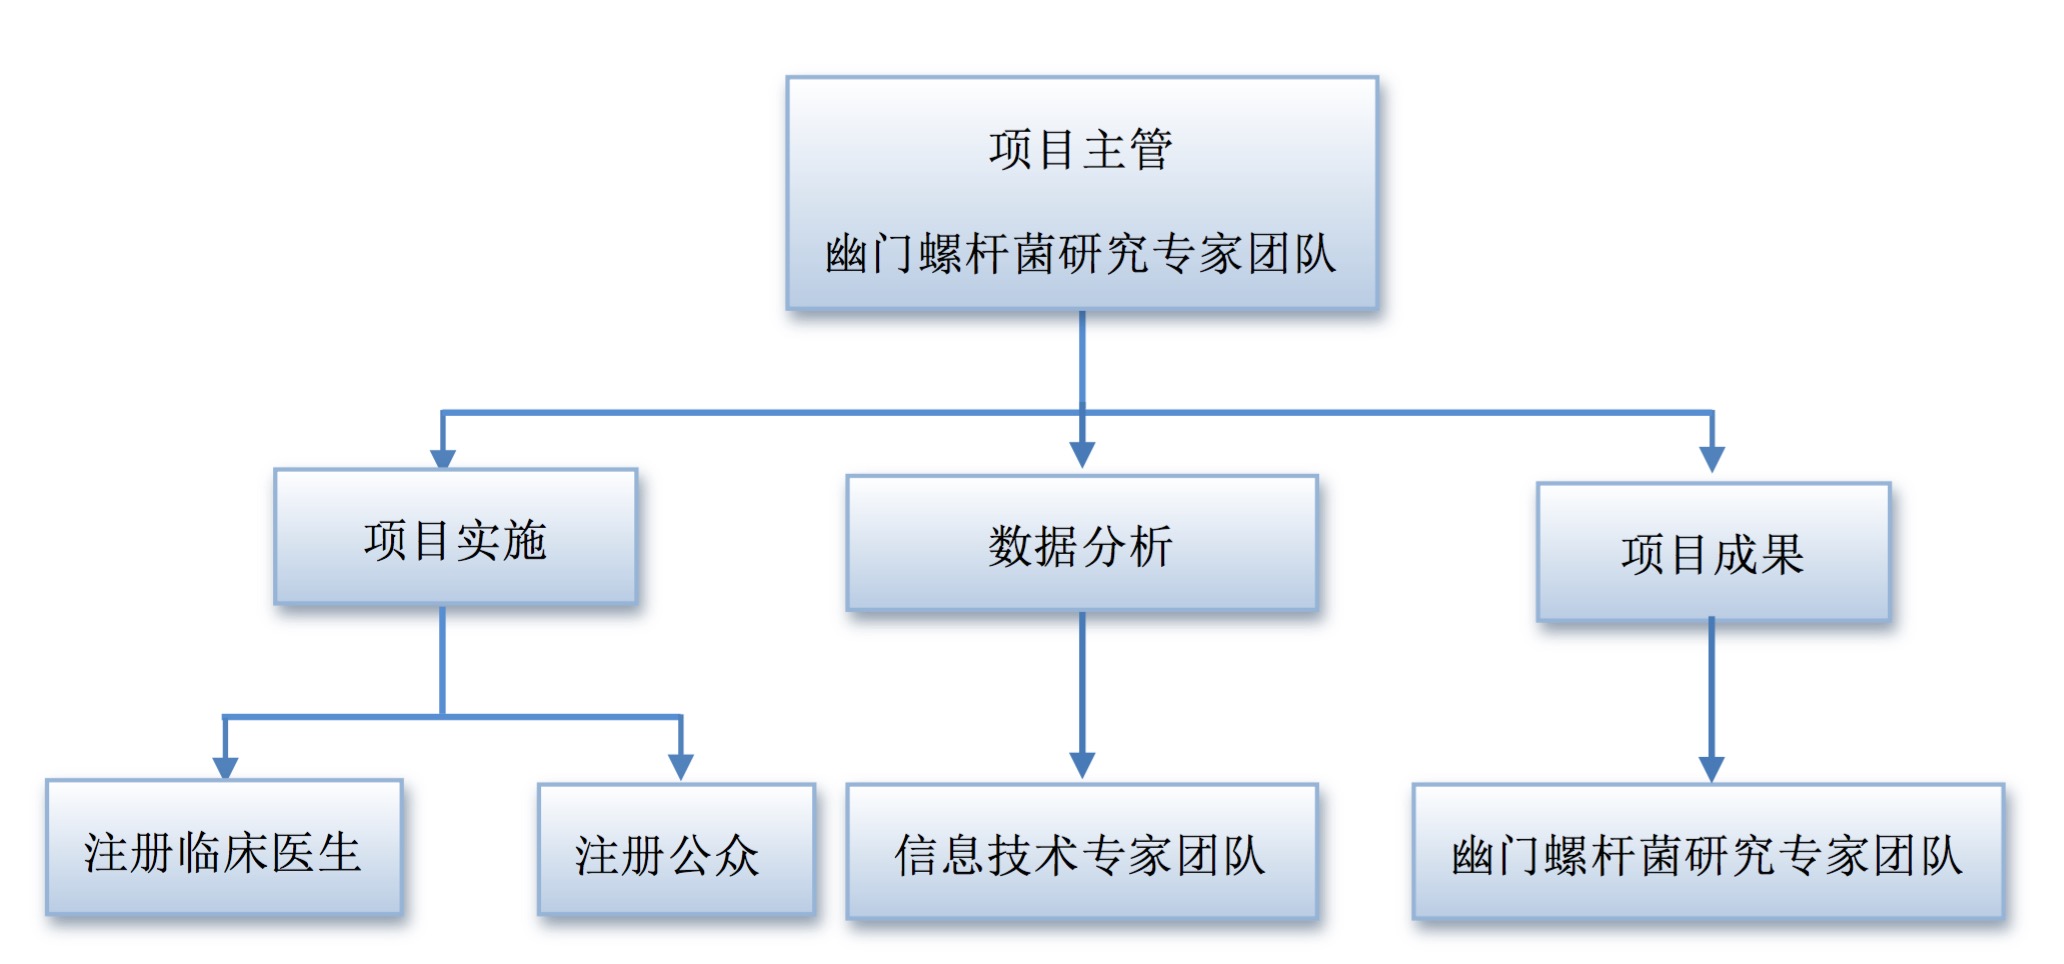 项目主管
幽门螺杆菌研究专家团队
项目实施
数据分析
项目成果
注册临床医生
注册公众
信息技术专家团队
幽门螺杆菌研究专家团队